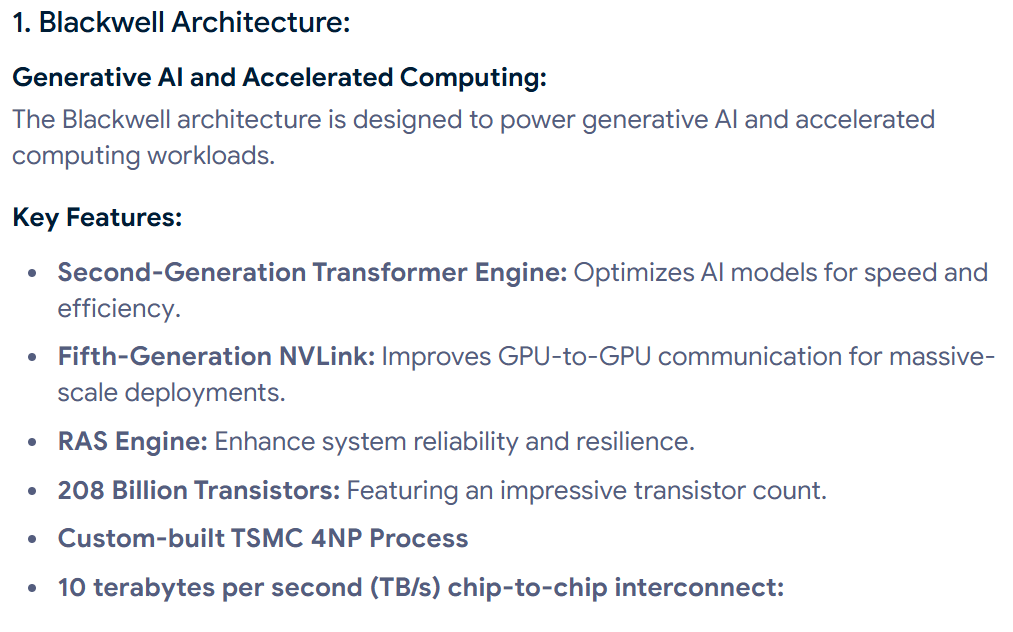 1. Blackwell Architecture:
Generative AI and Accelerated Computing:
The Blackwell architecture is designed to power generative AI and accelerated
computing workloads.
Key Features:
• Second-Generation Transformer Engine: Optimizes AI models for speed and
efficiency.
• Fifth-Generation NVLink: Improves GPU-to-GPU communication for massive-
scale deployments.
• RAS Engine: Enhance system reliability and resilience.
• 208 Billion Transistors: Featuring an impressive transistor count.
• Custom-built TSMC 4NP Process
• 10 terabytes per second (TB/s) chip-to-chip interconnect: